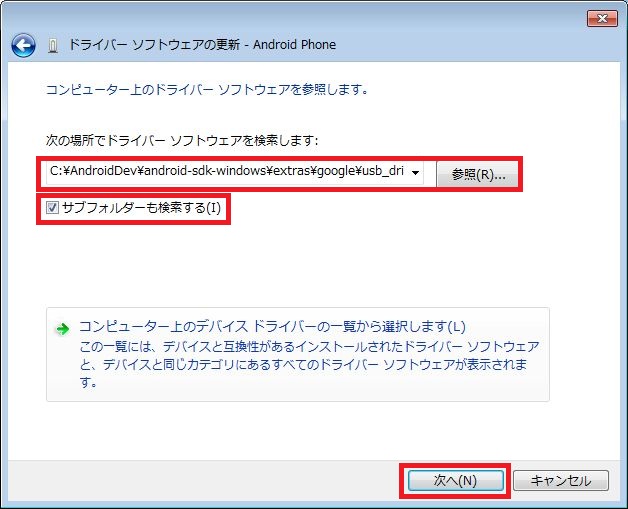 ドライバー ソフトウェアの更新 - Android Phone
コンピューター上のドライバー ソフトウェアを参照します。
次の場所でドライバー ソフトウェアを検索します:
C:¥AndroidDev¥android-sdk-windows¥extras¥google¥usb_dri
参照(R)...
サブフォルダーも検索する(I)
コンピューター上のデバイス ドライバーの一覧から選択します(L)
この一覧には、デバイスと互換性があるインストールされたドライバー ソフトウェア
と、デバイスと同じカテゴリにあるすべてのドライバー ソフトウェアが表示されま
す。
次へ(N)
キャンセル